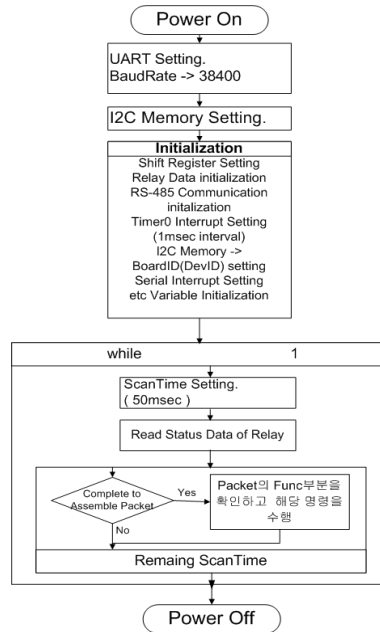 Power On
UART Setting.
BaudRate -> 38400
I2C Memory Setting.
Initialization
Shift Register Setting
Relay Data initialization
RS-485 Communication
initalization
Timer0 Interrupt Setting
(1msec interval)
I2C Memory ->
BoardID(DevID) setting
Serial Interrupt Setting
etc Variable Initialization
while 1
ScanTime Setting.
( 50msec )
Read Status Data of Relay
Complete to
Assemble Packet
Yes
No
Packet의 Func부분을
확인하고 해당 명령을
수행
Remaing ScanTime
Power Off